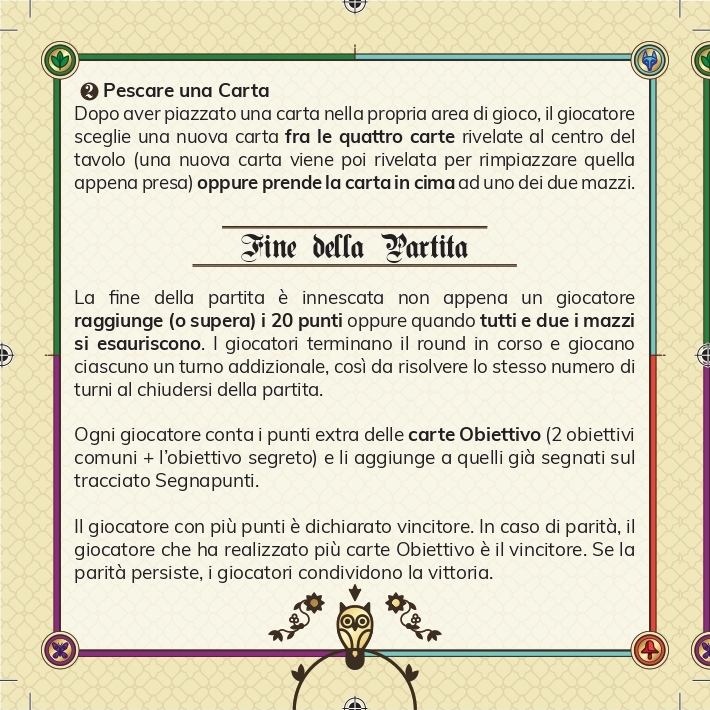 2 Pescare una Carta
Dopo aver piazzato una carta nella propria area di gioco, il giocatore
sceglie una nuova carta fra le quattro carte rivelate al centro del
tavolo (una nuova carta viene poi rivelata per rimpiazzare quella
appena presa) oppure prende la carta in cima ad uno dei due mazzi.
Fine della Partita
La fine della partita è innescata non appena un giocatore
raggiunge (o supera) i 20 punti oppure quando tutti e due i mazzi
si esauriscono. I giocatori terminano il round in corso e giocano
ciascuno un turno addizionale, così da risolvere lo stesso numero di
turni al chiudersi della partita.
Ogni giocatore conta i punti extra delle carte Obiettivo (2 obiettivi
comuni + l'obiettivo segreto) e li aggiunge a quelli già segnati sul
tracciato Segnapunti.
Il giocatore con più punti è dichiarato vincitore. In caso di parità, il
giocatore che ha realizzato più carte Obiettivo è il vincitore. Se la
parità persiste, i giocatori condividono la vittoria.